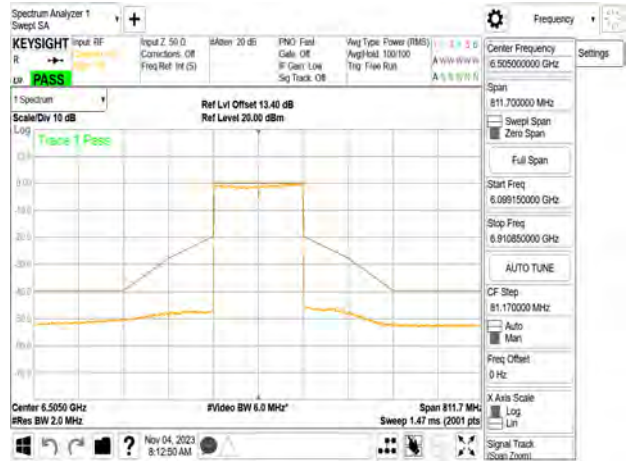 Spectrum Analyzer 1
Swept SA
Frequency
KEYSIGHT Input: RF
R
Input Z: 50 Ω
Corrections: Off
Freq Ref: Int (S)
#Atten: 20 dB
PNO: Fast
Gate: Off
IF Gain: Low
Sig Track: Off
Avg Type: Power (RMS)
Avg|Hold: 100/100
Trig: Free Run
PASS
Center Frequency
6.505000000 GHz
Settings
Span
811.700000 MHz
Swept Span
Zero Span
Full Span
Start Freq
6.099150000 GHz
Stop Freq
6.910850000 GHz
AUTO TUNE
CF Step
81.170000 MHz
Auto
Man
Freq Offset
0 Hz
X Axis Scale
Log
Lin
Signal Track
(Span Zoom)
1 Spectrum
Scale/Div 10 dB
Ref Lvl Offset 13.40 dB
Ref Level 20.00 dBm
Log
Trace 1 Pass
Center 6.5050 GHz
#Res BW 2.0 MHz
#Video BW 6.0 MHz*
Span 811.7 MHz
Sweep 1.47 ms (2001 pts
?
Nov 04, 2023
8:12:50 AM